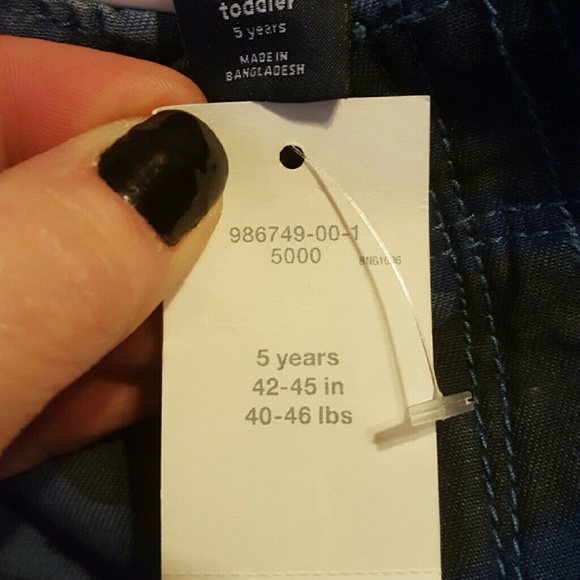 toddler
5 years
MADE IN
BANGLADESH
986749-00-1
5000
5 years
42-45 in
40-46 lbs